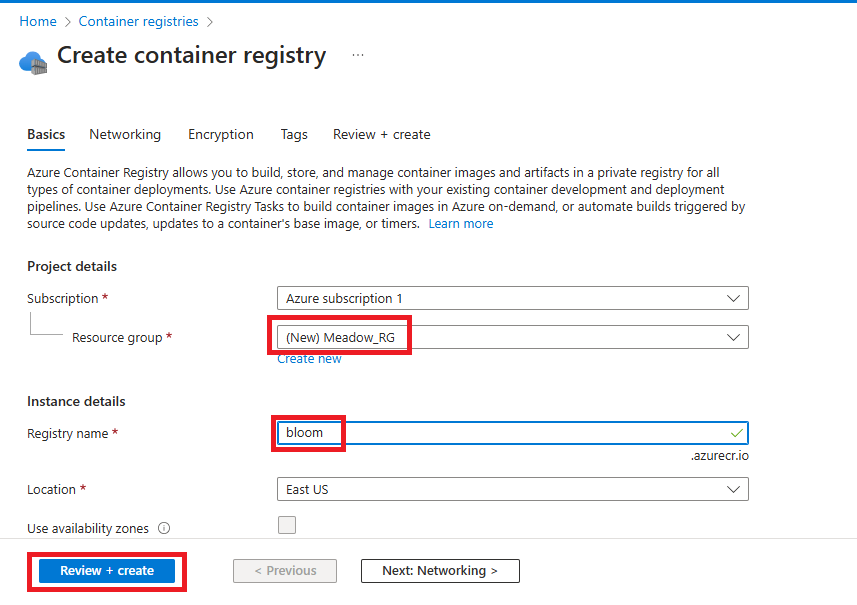 Home > Container registries >
Create container registry ...
Basics Networking Encryption Tags Review + create
Azure Container Registry allows you to build, store, and manage container images and artifacts in a private registry for all
types of container deployments. Use Azure container registries with your existing container development and deployment
pipelines. Use Azure Container Registry Tasks to build container images in Azure on-demand, or automate builds triggered by
source code updates, updates to a container's base image, or timers. Learn more
Project details
Subscription * Azure subscription 1
Resource group * (New) Meadow_RG
Create new
Instance details
Registry name * bloom
.azurecr.io
Location * East US
Use availability zones
Review + create < Previous Next: Networking >